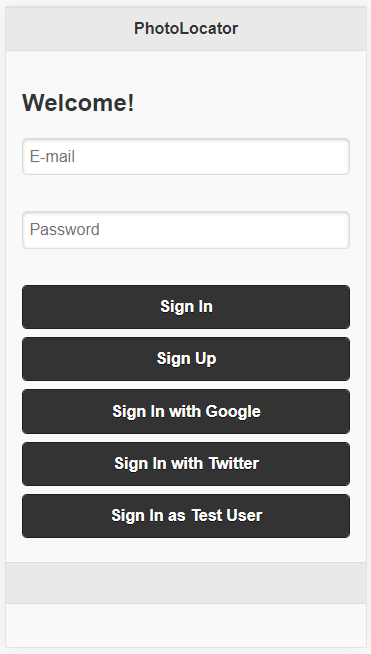 PhotoLocator
Welcome!
E-mail
Password
Sign In
Sign Up
Sign In with Google
Sign In with Twitter
Sign In as Test User